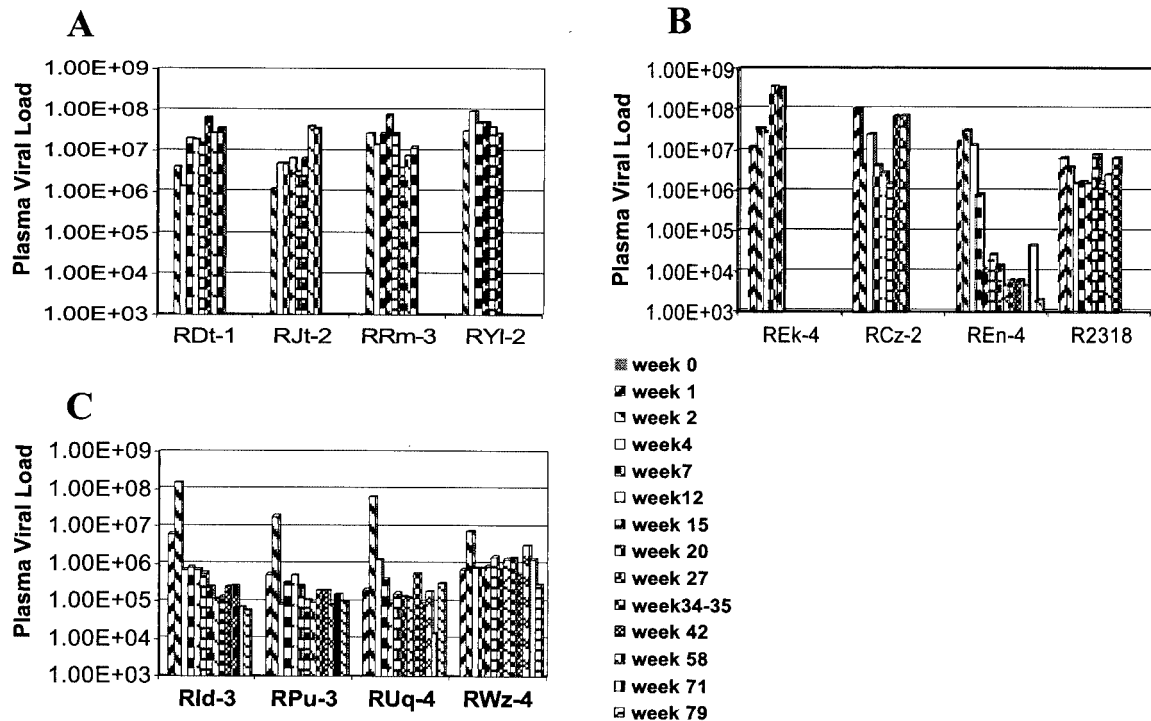 A
Plasma Viral Load
1.00E+09
1.00E+08
1.00E+07
1.00E+06
1.00E+05
1.00E+04
1.00E+03
RDt-1 RJt-2 RRm-3 RYl-2
B
Plasma Viral Load
1.00E+09
1.00E+08
1.00E+07
1.00E+06
1.00E+05
1.00E+04
1.00E+03
REk-4 RCz-2 REn-4 R2318
week 0
week 1
week 2
week4
week7
week12
week 15
week 20
week 27
week34-35
week 42
week 58
week 71
week 79
C
Plasma Viral Load
1.00E+09
1.00E+08
1.00E+07
1.00E+06
1.00E+05
1.00E+04
1.00E+03
RId-3 RPu-3 RUq-4 RWz-4